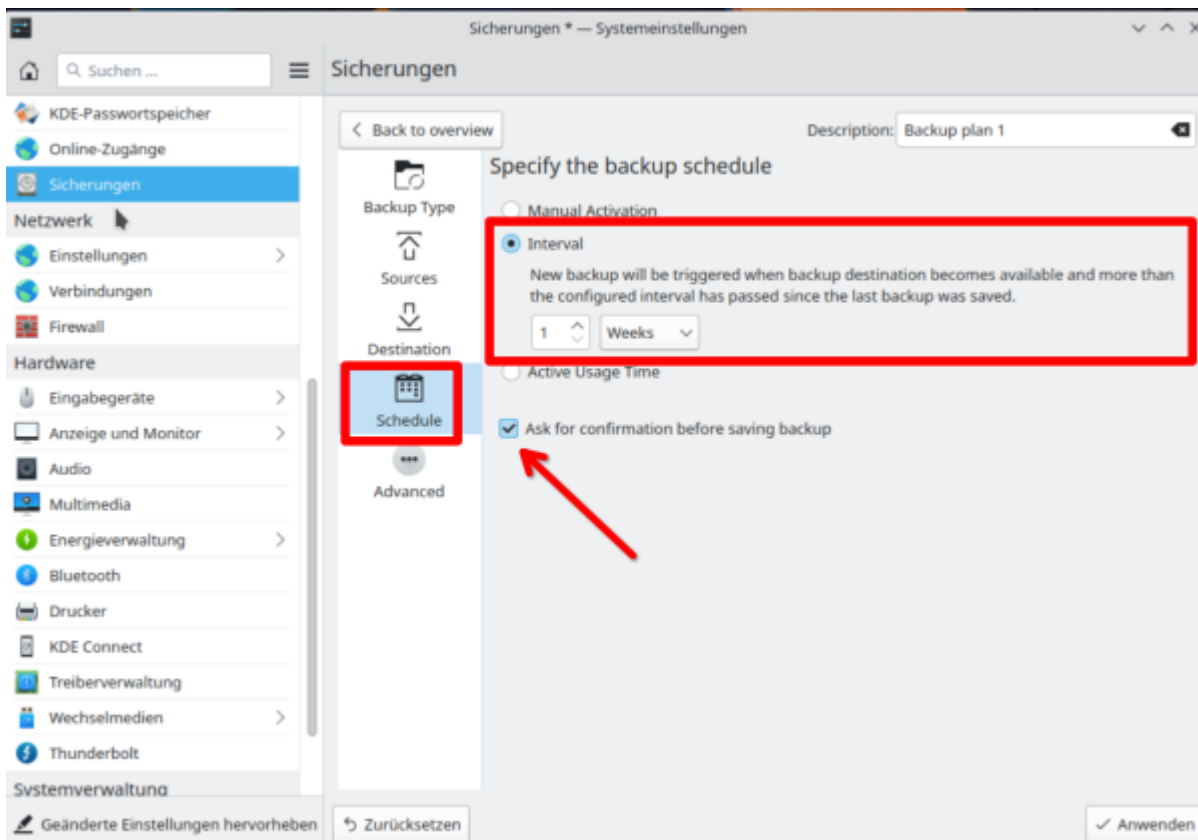 Sicherungen * — Systemeinstellungen
Suchen ...
Sicherungen
KDE-Passwortspeicher
Online-Zugänge
Sicherungen
Netzwerk
Einstellungen
Verbindungen
Firewall
Hardware
Eingabegeräte
Anzeige und Monitor
Audio
Multimedia
Energieverwaltung
Bluetooth
Drucker
KDE Connect
Treiberverwaltung
Wechselmedien
Thunderbolt
Systemverwaltung
Geänderte Einstellungen hervorheben
Back to overview
Description: Backup plan 1
Backup Type
Sources
Destination
Schedule
Advanced
Specify the backup schedule
Manual Activation
Interval
New backup will be triggered when backup destination becomes available and more than
the configured interval has passed since the last backup was saved.
1 Weeks
Active Usage Time
Ask for confirmation before saving backup
Zurücksetzen
Anwenden